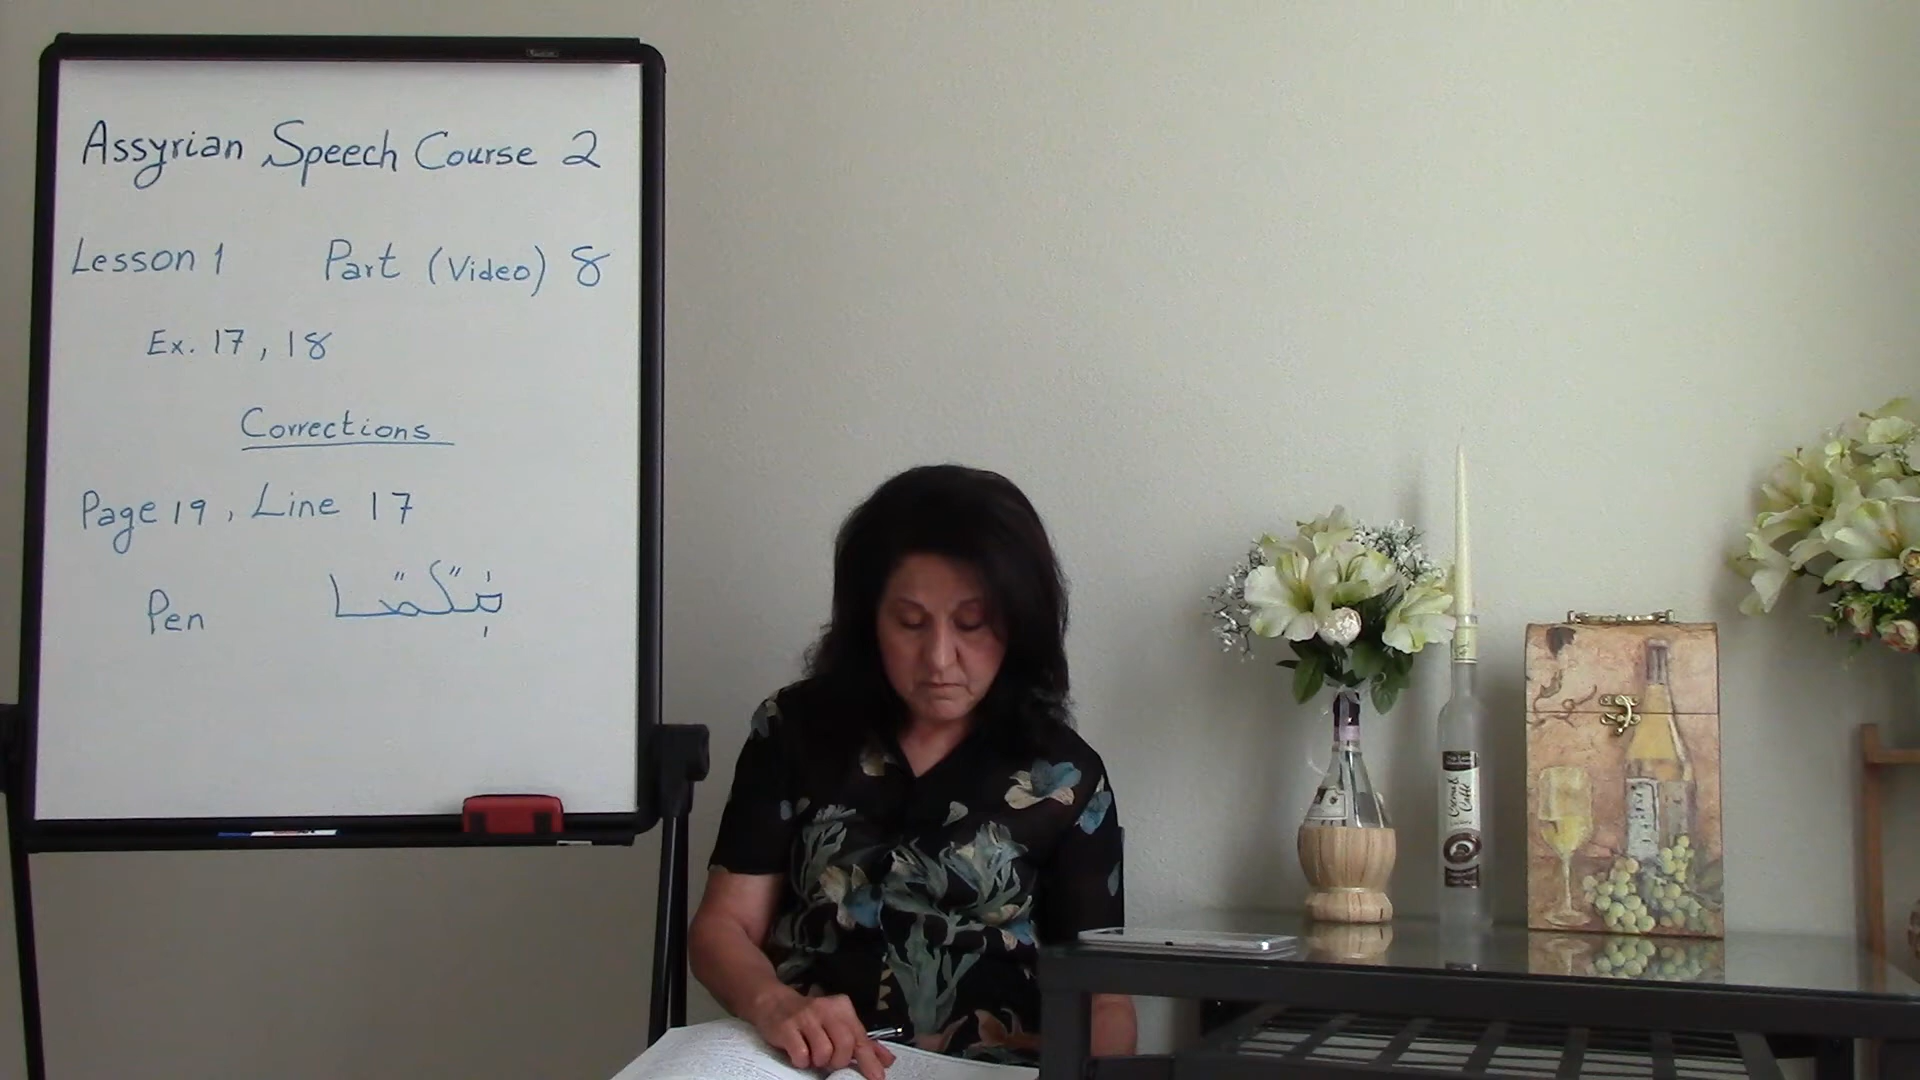 Assyrian Speech Course 2
Lesson 1 Part (Video) 8
Ex. 17, 18
Corrections
Page 19, Line 17
Pen ܩܲܠܵܡܵܐ